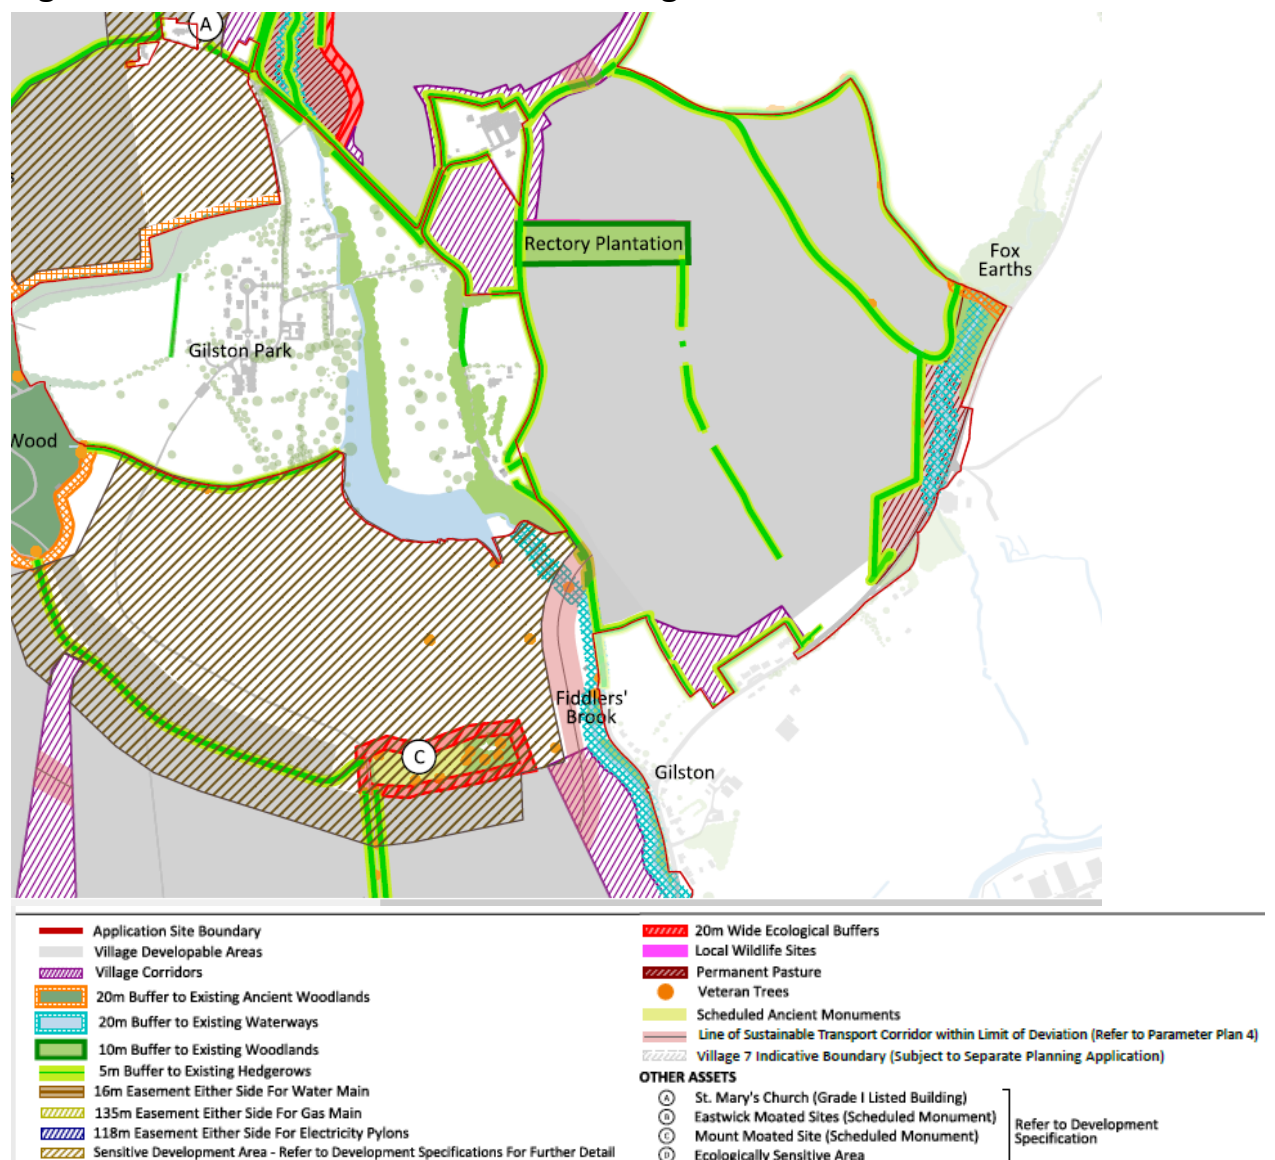 A
Rectory Plantation
Fox
Earths
Gilston Park
Wood
Fiddlers'
Brook
C
Gilston
Application Site Boundary
Village Developable Areas
Village Corridors
20m Buffer to Existing Ancient Woodlands
20m Buffer to Existing Waterways
10m Buffer to Existing Woodlands
5m Buffer to Existing Hedgerows
16m Easement Either Side For Water Main
135m Easement Either Side For Gas Main
118m Easement Either Side For Electricity Pylons
Sensitive Development Area - Refer to Development Specifications For Further Detail
20m Wide Ecological Buffers
Local Wildlife Sites
Permanent Pasture
Veteran Trees
Scheduled Ancient Monuments
Line of Sustainable Transport Corridor within Limit of Deviation (Refer to Parameter Plan 4)
Village 7 Indicative Boundary (Subject to Separate Planning Application)
OTHER ASSETS
A St. Mary's Church (Grade I Listed Building)
B Eastwick Moated Sites (Scheduled Monument)
C Mount Moated Site (Scheduled Monument)
D Ecologically Sensitive Area
Refer to Development
Specification